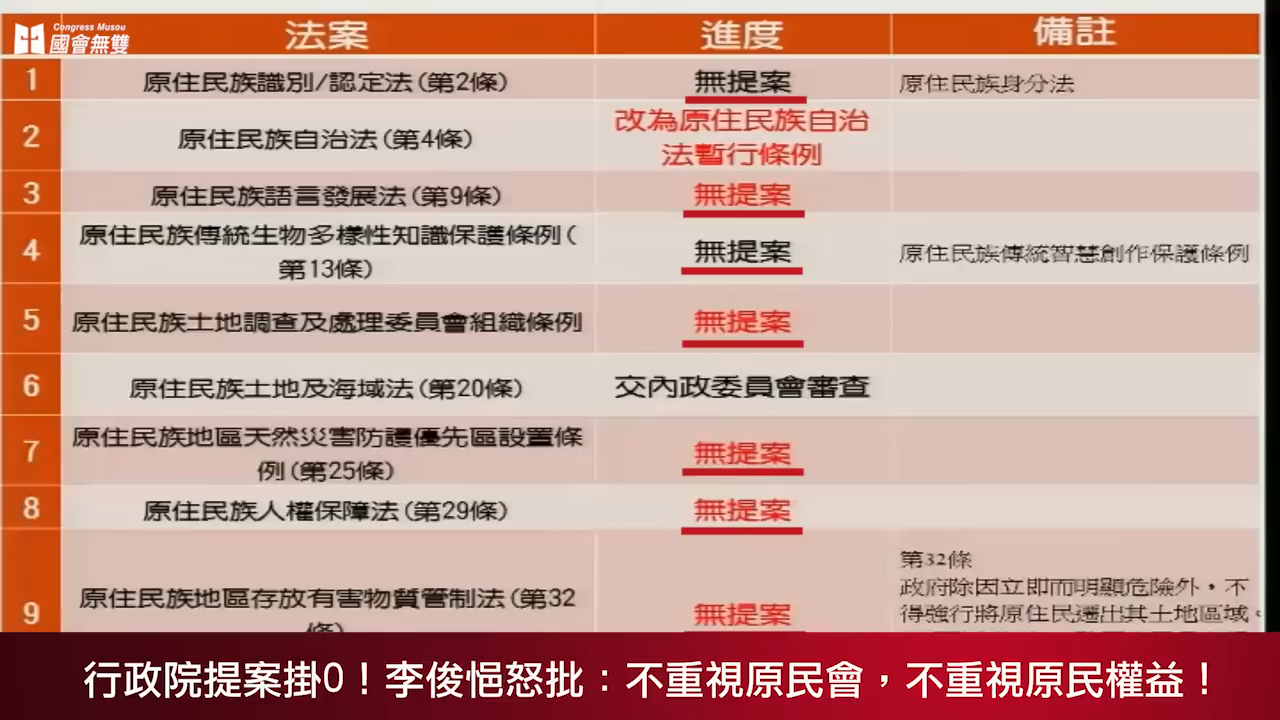 Congress Musou
國會無雙
法案 進度 備註
1 原住民族識別/認定法(第2條) 無提案 原住民族身分法
2 原住民族自治法(第4條) 改為原住民族自治
法暫行條例
3 原住民族語言發展法(第9條) 無提案
4 原住民族傳統生物多樣性知識保護條例(
第13條) 無提案 原住民族傳統智慧創作保護條例
5 原住民族土地調查及處理委員會組織條例 無提案
6 原住民族土地及海域法(第20條) 交內政委員會審查
7 原住民族地區天然災害防護優先區設置條
例(第25條) 無提案
8 原住民族人權保障法(第29條) 無提案
9 原住民族地區存放有害物質管制法(第32
條) 無提案
第32條
政府除因立即而明顯危險外，不
得強行將原住民遷出其土地區域。
行政院提案掛0！李俊俋怒批：不重視原民會，不重視原民權益！